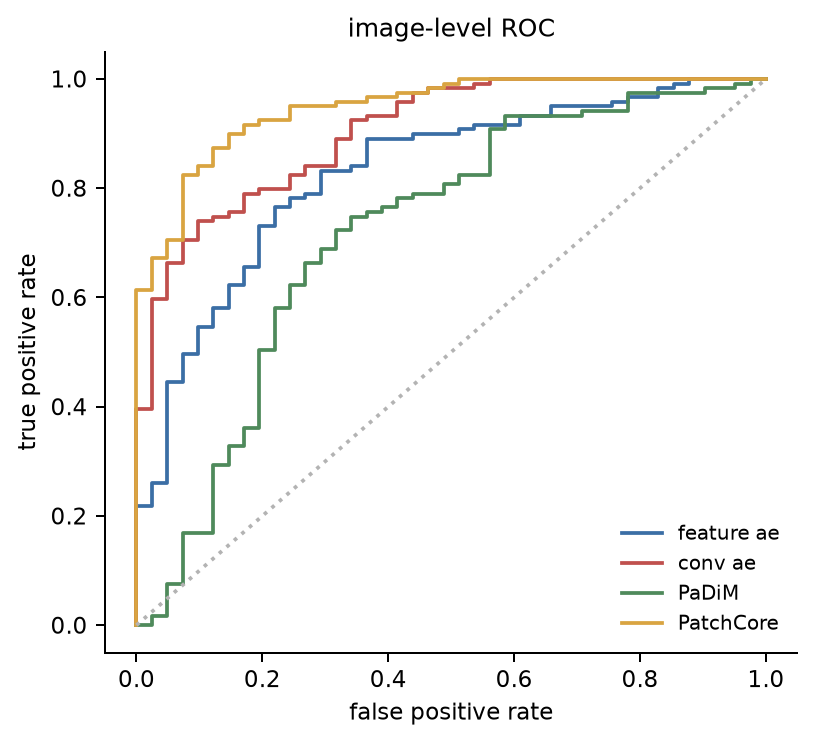 image-level ROC
1.0
0.8
0.6
0.4
0.2
0.0
true positive rate
feature ae
conv ae
PaDiM
PatchCore
0.0 0.2 0.4 0.6 0.8 1.0
false positive rate